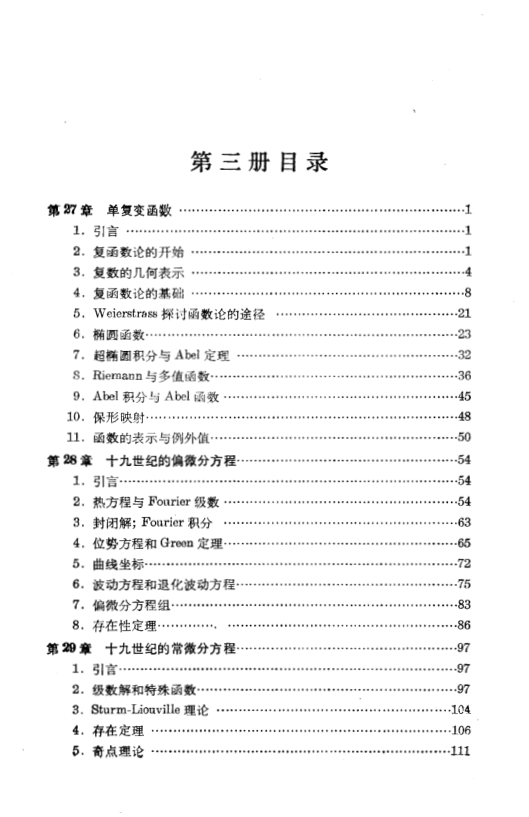 第三册目录
第27章 单复变函数 ……1
1. 引言 ……1
2. 复函数论的开始 ……1
3. 复数的几何表示 ……4
4. 复函数论的基础 ……8
5. Weierstrass 探讨函数论的途径 ……21
6. 椭圆函数……23
7. 超椭圆积分与 Abel 定理 ……32
8. Riemann 与多值函数……36
9. Abel 积分与 Abel 函数 ……45
10. 保形映射……48
11. 函数的表示与例外值……50
第28章 十九世纪的偏微分方程……54
1. 引言……54
2. 热方程与 Fourier 级数 ……54
3. 封闭解; Fourier 积分 ……63
4. 位势方程和 Green 定理……65
5. 曲线坐标……72
6. 波动方程和退化波动方程……75
7. 偏微分方程组……83
8. 存在性定理……86
第29章 十九世纪的常微分方程……97
1. 引言……97
2. 级数解和特殊函数……97
3. Sturm-Liouville 理论 ……104
4. 存在定理 ……106
5. 奇点理论 ……111